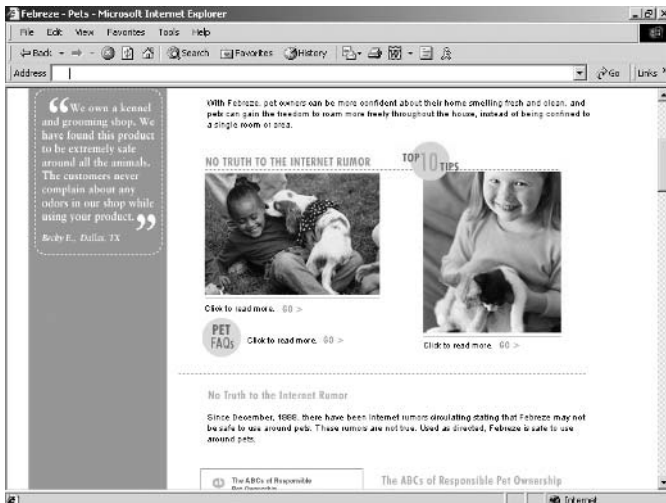 Febreze - Pets - Microsoft Internet Explorer
File Edit View Favorites Tools Help
Back Search Favorites History
Address Go Links
“We own a kennel
and grooming shop. We
have found this product
to be extremely safe
around all the animals.
The customers never
complain about any
odors in our shop while
using your product.”
Becky E., Dallas, TX
With Febreze, pet owners can be more confident about their home smelling fresh and clean, and
pets can gain the freedom to roam more freely throughout the house, instead of being confined to
a single room or area.
NO TRUTH TO THE INTERNET RUMOR
TOP 10 TIPS
Click to read more. GO >
PET
FAQs
Click to read more. GO >
Click to read more. GO >
No Truth to the Internet Rumor
Since December, 1998, there have been Internet rumors circulating stating that Febreze may not
be safe to use around pets. These rumors are not true. Used as directed, Febreze is safe to use
around pets.
The ABCs of Responsible
Pet Ownership
The ABCs of Responsible Pet Ownership
Internet